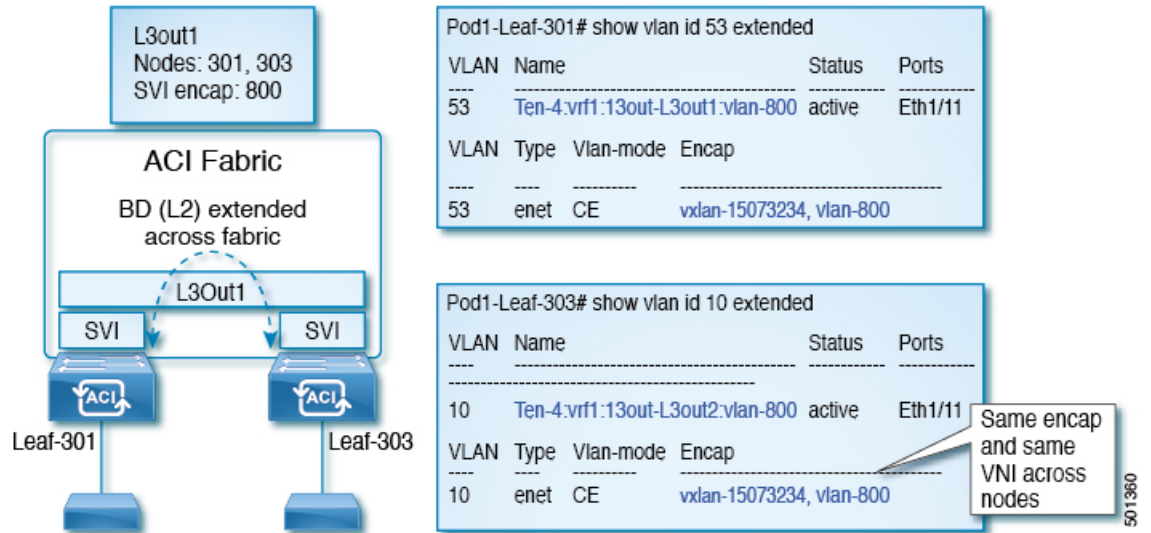 L3out1
Nodes: 301, 303
SVI encap: 800
ACI Fabric
BD (L2) extended
across fabric
L3Out1
SVI
SVI
ACI
ACI
Leaf-301
Leaf-303
Pod1-Leaf-301# show vlan id 53 extended
VLAN Name Status Ports
---- ---------------------------------------- ------------ -----------
53 Ten-4:vrf1:13out-L3out1:vlan-800 active Eth1/11
VLAN Type Vlan-mode Encap
---- ---- ---------- -------------------------------------
53 enet CE vxlan-15073234, vlan-800
Pod1-Leaf-303# show vlan id 10 extended
VLAN Name Status Ports
---- ---------------------------------------- ------------ -----------
-------------------------------------------
10 Ten-4:vrf1:13out-L3out2:vlan-800 active Eth1/11
VLAN Type Vlan-mode Encap
---- ---- ---------- -------------------------------------
10 enet CE vxlan-15073234, vlan-800
Same encap
and same
VNI across
nodes
501360